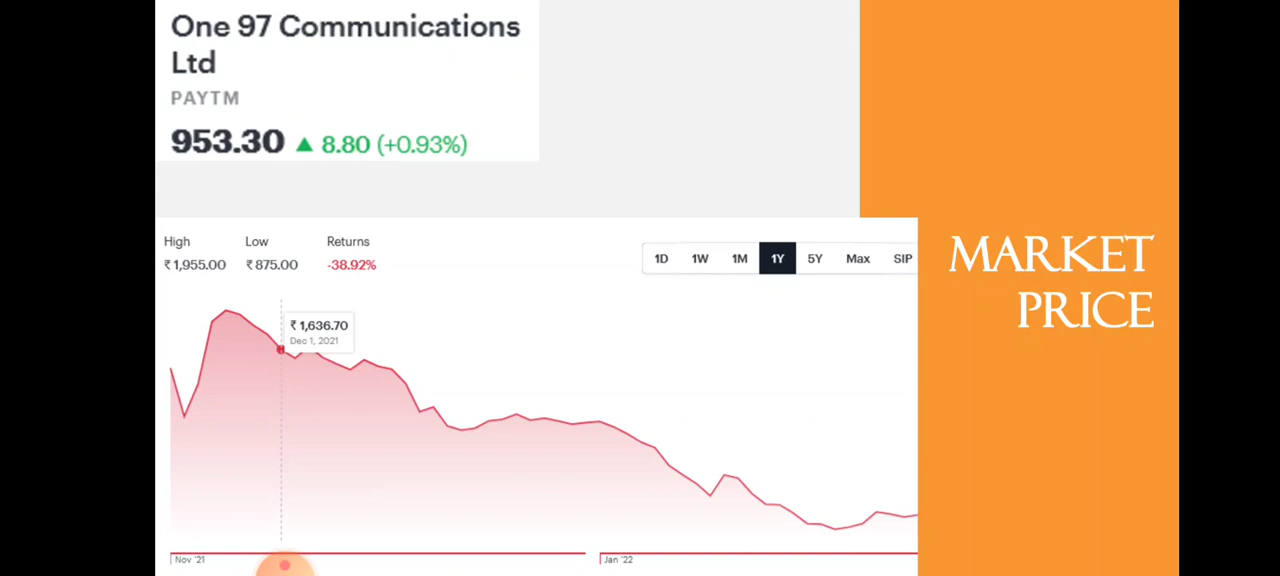 One 97 Communications
Ltd
PAYTM
953.30 ▲ 8.80 (+0.93%)
MARKET
PRICE
High Low Returns
₹1,955.00 ₹875.00 -38.92%
1D 1W 1M 1Y 5Y Max SIP
₹1,636.70
Dec 1, 2021
Nov '21 Jan '22